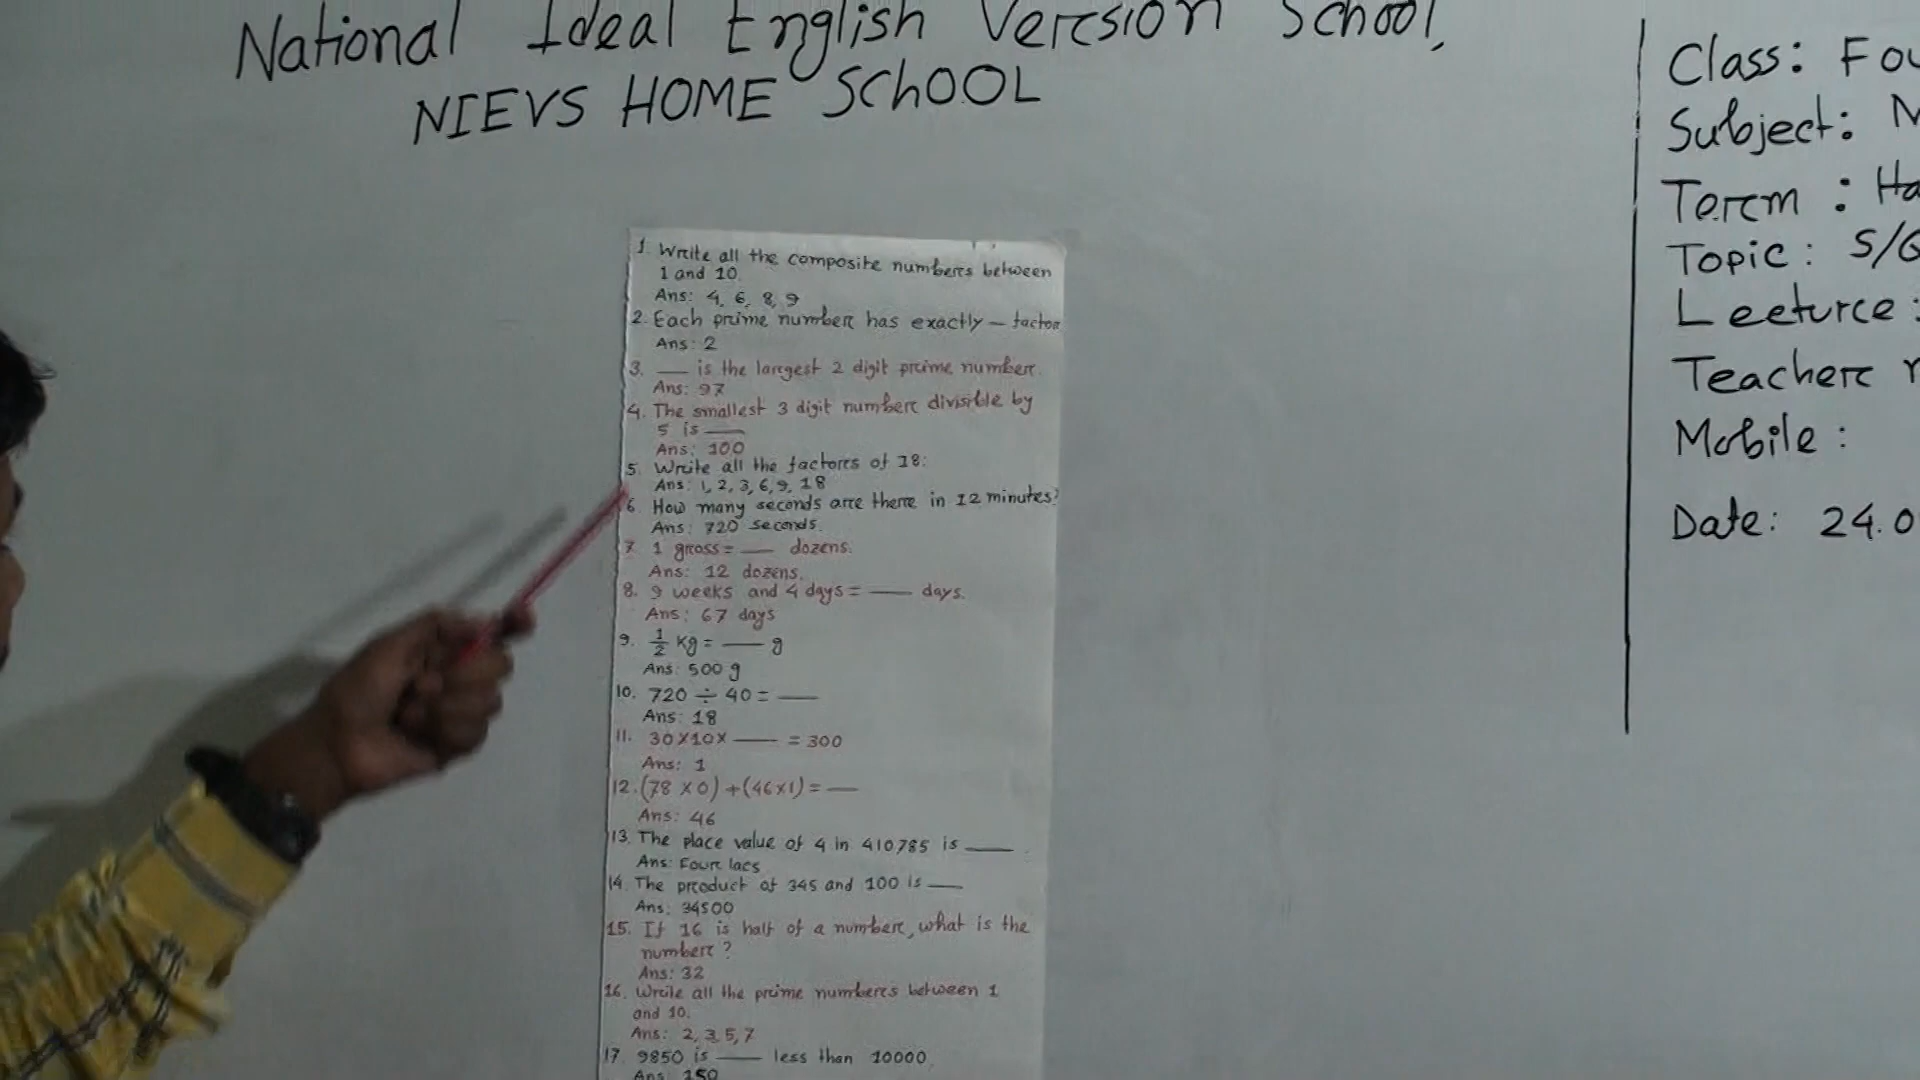 National Ideal English Version School,
NIEVS HOME SCHOOL
1. Write all the composite numbers between
1 and 10.
Ans: 4, 6, 8, 9
2. Each prime number has exactly — factor
Ans: 2
3. — is the largest 2 digit prime number.
Ans: 97
4. The smallest 3 digit number divisible by
5 is —
Ans: 100
5. Write all the factors of 18:
Ans: 1, 2, 3, 6, 9, 18
6. How many seconds are there in 12 minutes?
Ans: 720 seconds.
7. 1 gross = — dozens.
Ans: 12 dozens.
8. 9 weeks and 4 days = — days.
Ans: 67 days
9. 1/2 kg = — g
Ans: 500 g
10. 720 ÷ 40 = —
Ans: 18
11. 30×10× — = 300
Ans: 1
12. (78 × 0) + (46×1) = —
Ans: 46
13. The place value of 4 in 410785 is — .
Ans: Four lacs
14. The product of 345 and 100 is —
Ans: 34500
15. If 16 is half of a number, what is the
number?
Ans: 32
16. Write all the prime numbers between 1
and 10.
Ans: 2, 3, 5, 7
17. 9850 is — less than 10000.
Ans: 150
Class: Fou
Subject: M
Term : Ha
Topic : S/Q
Lecture :
Teacher n
Mobile :
Date: 24.0